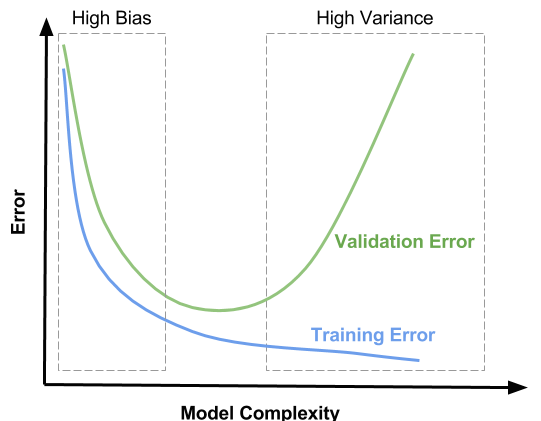 High Bias
High Variance
Error
Validation Error
Training Error
Model Complexity